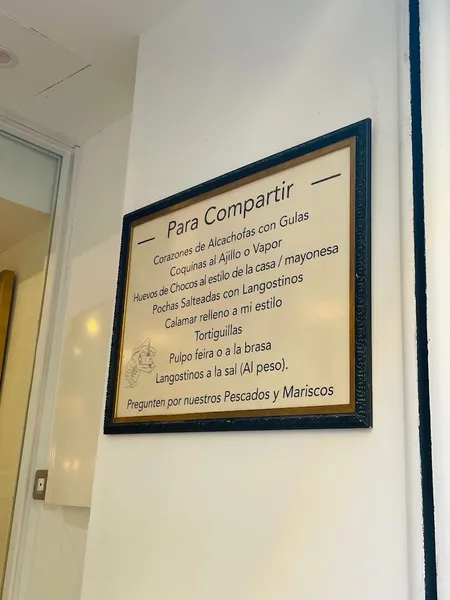 — Para Compartir —
Corazones de Alcachofas con Gulas
Coquinas al Ajillo o Vapor
Huevos de Chocos al estilo de la casa / mayonesa
Pochas Salteadas con Langostinos
Calamar relleno a mi estilo
Tortiguillas
Pulpo feira o a la brasa
Langostinos a la sal (Al peso).
Pregunten por nuestros Pescados y Mariscos